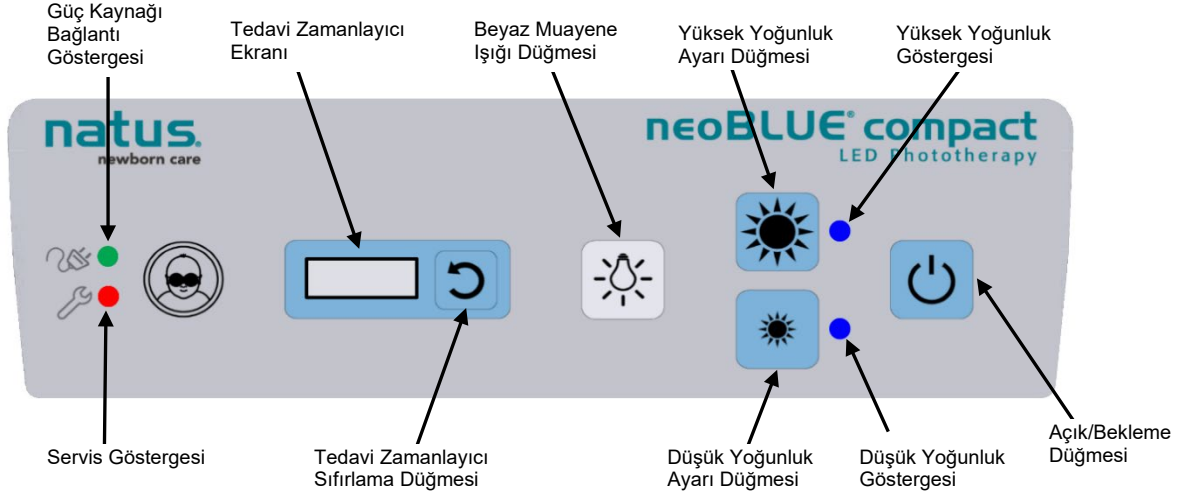 Güç Kaynağı
Bağlantı
Göstergesi
Tedavi Zamanlayıcı
Ekranı
Beyaz Muayene
Işığı Düğmesi
Yüksek Yoğunluk
Ayarı Düğmesi
Yüksek Yoğunluk
Göstergesi
natus.
newborn care
neoBLUE® compact
LED Phototherapy
Servis Göstergesi
Tedavi Zamanlayıcı
Sıfırlama Düğmesi
Düşük Yoğunluk
Ayarı Düğmesi
Düşük Yoğunluk
Göstergesi
Açık/Bekleme
Düğmesi